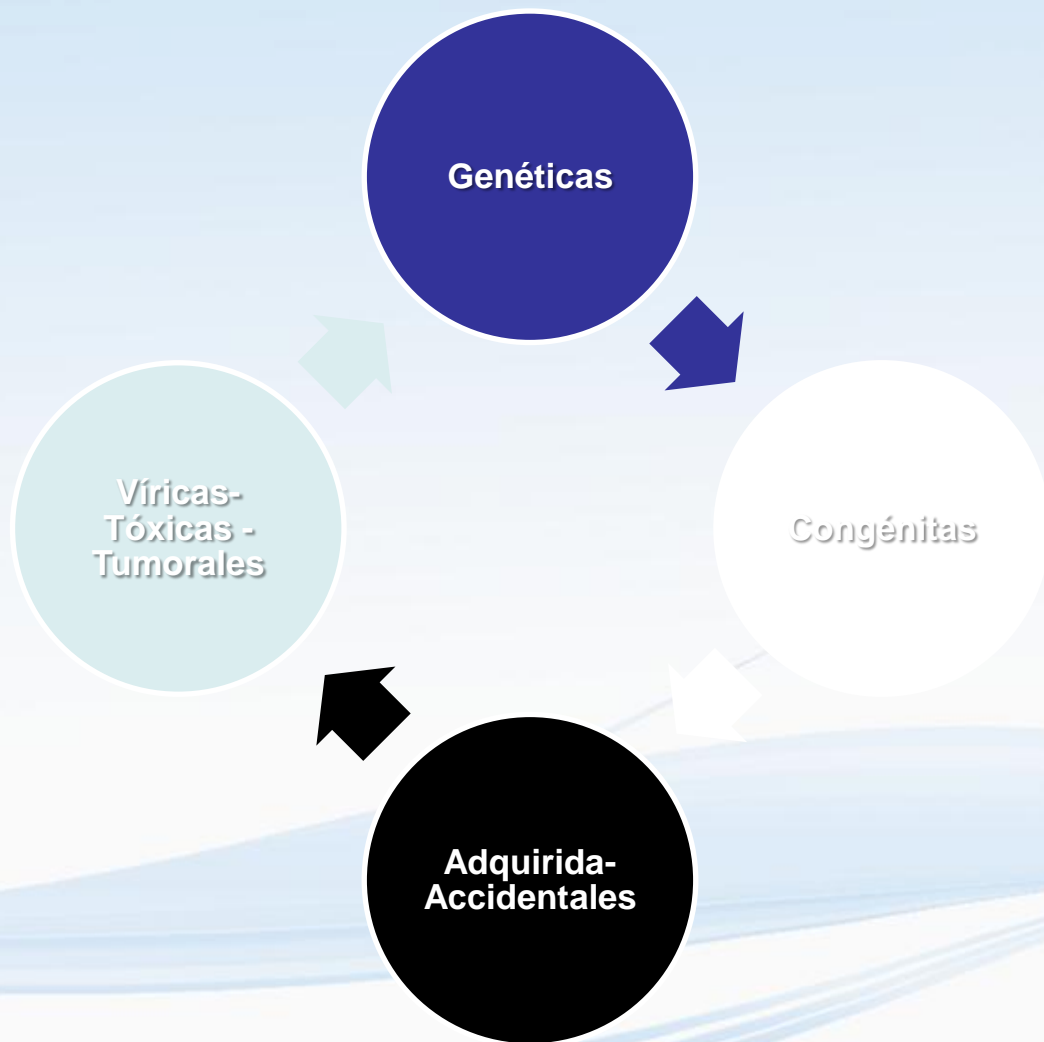 Genéticas
Congénitas
Adquirida-
Accidentales
Víricas-
Tóxicas -
Tumorales